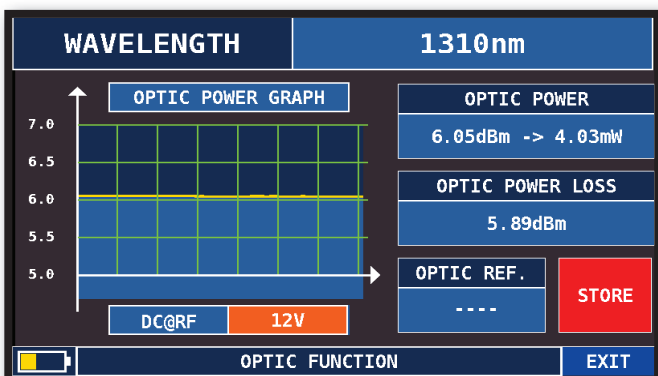 WAVELENGTH
1310nm
OPTIC POWER GRAPH
7.0
6.5
6.0
5.5
5.0
DC@RF
12V
OPTIC POWER
6.05dBm -> 4.03mW
OPTIC POWER LOSS
5.89dBm
OPTIC REF.
----
STORE
OPTIC FUNCTION
EXIT